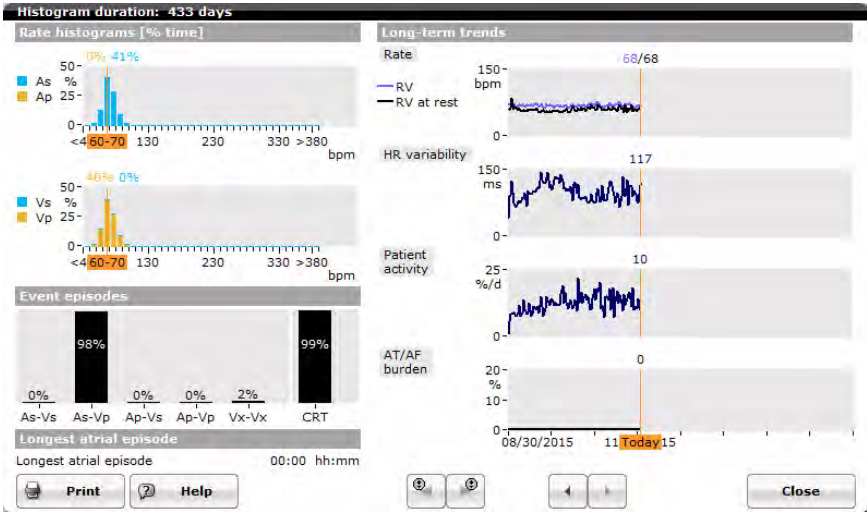 Histogram duration: 433 days
Rate histograms [% time]
0% 41%
As %
Ap
50-
25-
0-
<4 60-70 130 230 330 >380
bpm
0%
Vs %
Vp
50-
25-
0-
<4 60-70 130 230 330 >380
bpm
Event episodes
0% 98% 0% 0% 2% 99%
As-Vs As-Vp Ap-Vs Ap-Vp Vx-Vx CRT
Longest atrial episode
Longest atrial episode 00:00 hh:mm
Long-term trends
Rate
68/68
150-
bpm
RV
RV at rest
0-
HR variability
117
150-
ms
0-
Patient
activity
10
25-
%/d
0-
AT/AF
burden
0
20-
%
10-
0-
08/30/2015 11 Today 15
Print Help Close